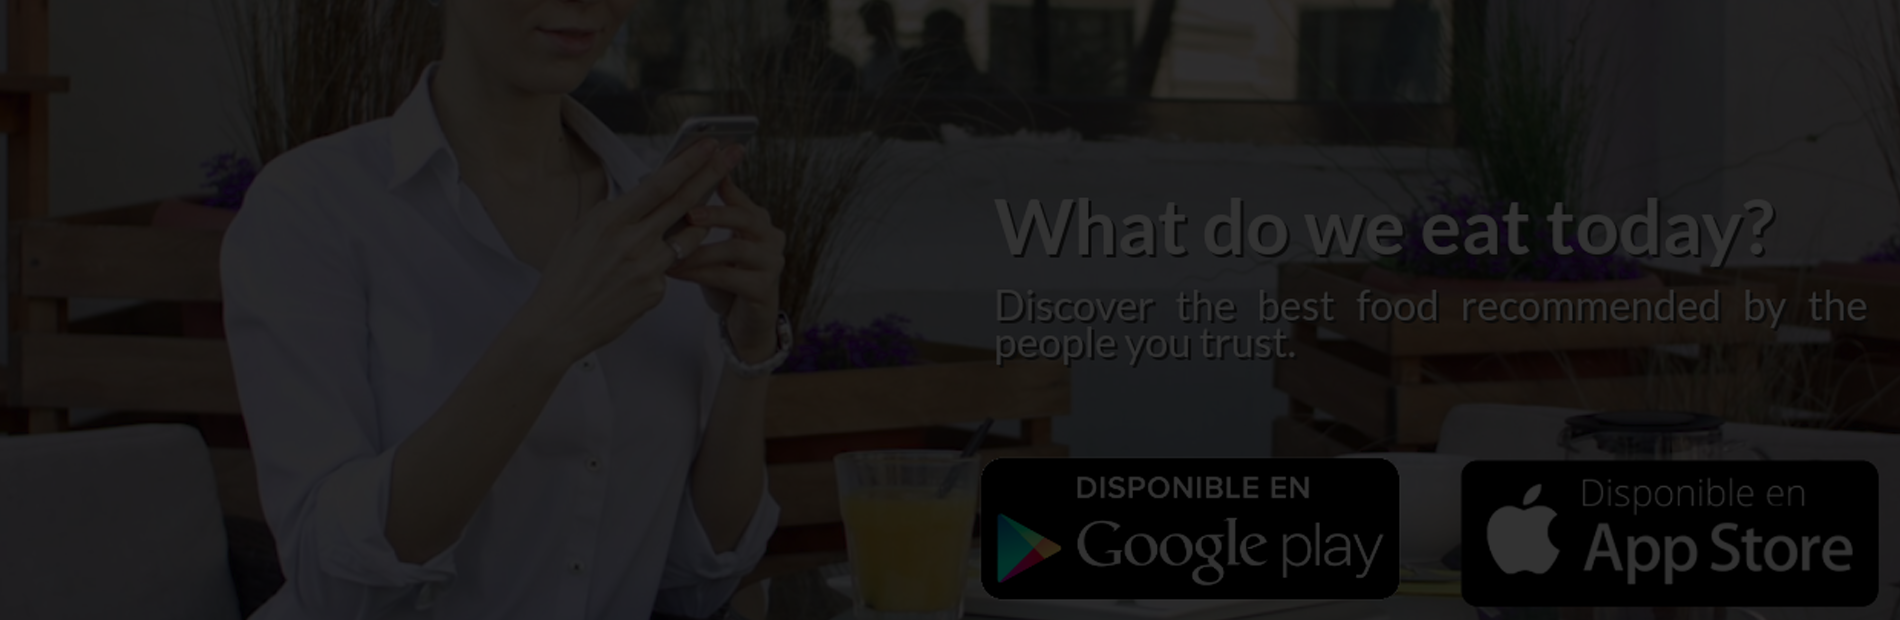 What do we eat today?
Discover the best food recommended by the
people you trust.
DISPONIBLE EN
Google play
Disponible en
App Store